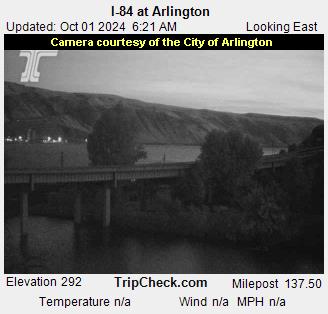 I-84 at Arlington
Updated: Oct 01 2024 6:21 AM Looking East
Camera courtesy of the City of Arlington
Elevation 292 TripCheck.com Milepost 137.50
Temperature n/a Wind n/a MPH n/a